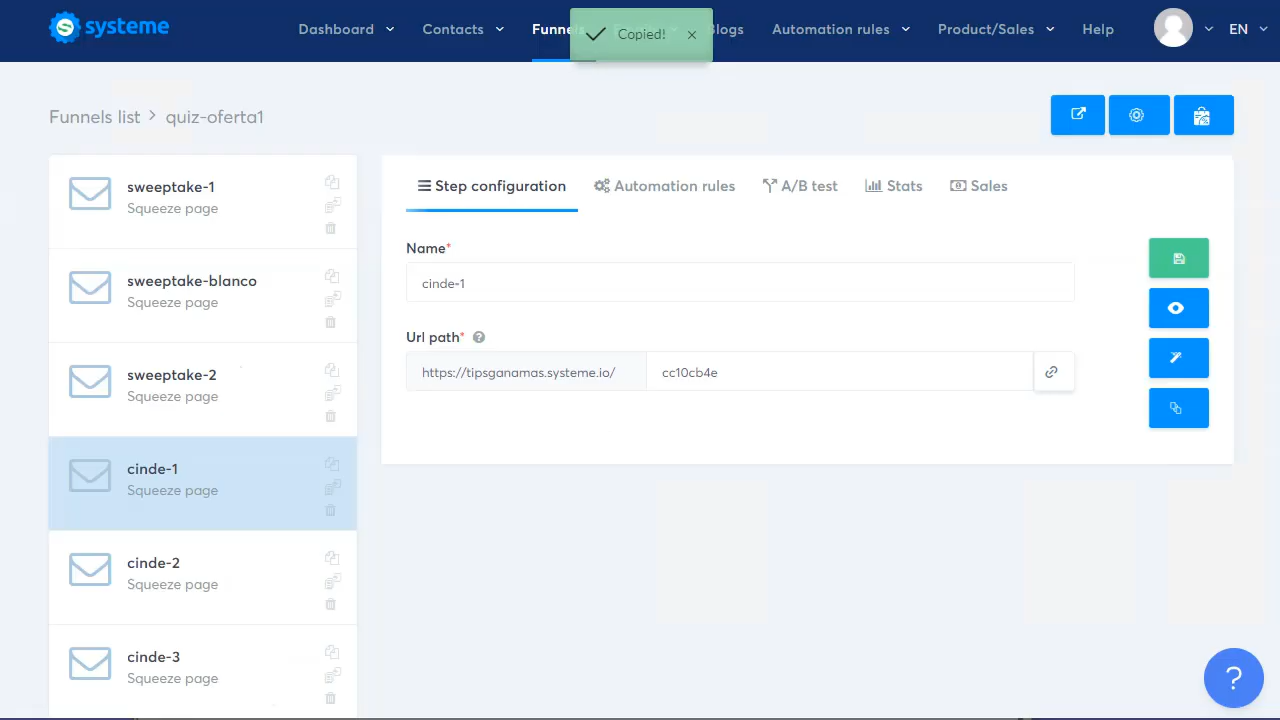 systeme
Dashboard
Contacts
Funnels
Blogs
Automation rules
Product/Sales
Help
EN
Copied!
Funnels list > quiz-oferta1
sweeptake-1
Squeeze page
sweeptake-blanco
Squeeze page
sweeptake-2
Squeeze page
cinde-1
Squeeze page
cinde-2
Squeeze page
cinde-3
Squeeze page
Step configuration
Automation rules
A/B test
Stats
Sales
Name*
cinde-1
Url path* ?
https://tipsganamas.systeme.io/
cc10cb4e
?